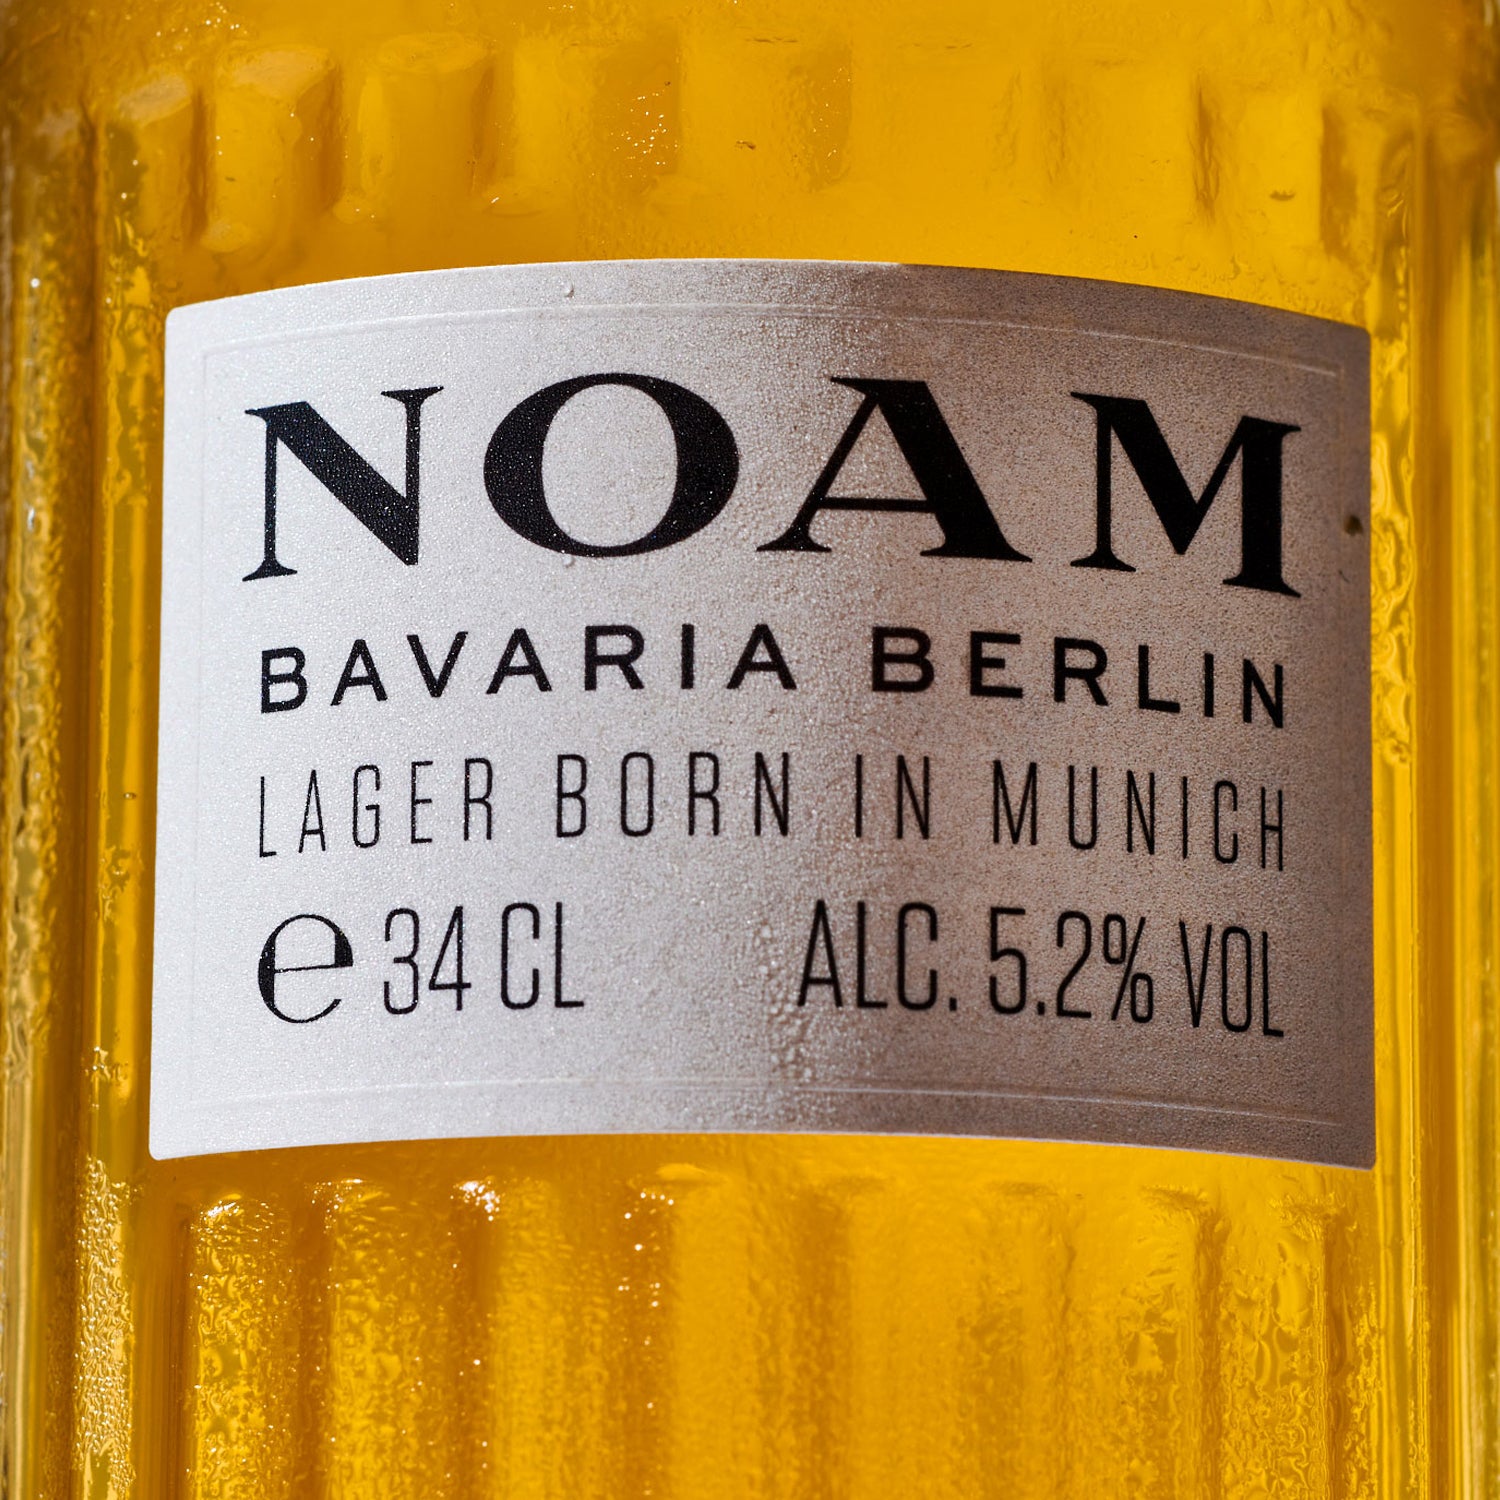 NOAM
BAVARIA BERLIN
LAGER BORN IN MUNICH
℮ 34 CL ALC. 5.2% VOL